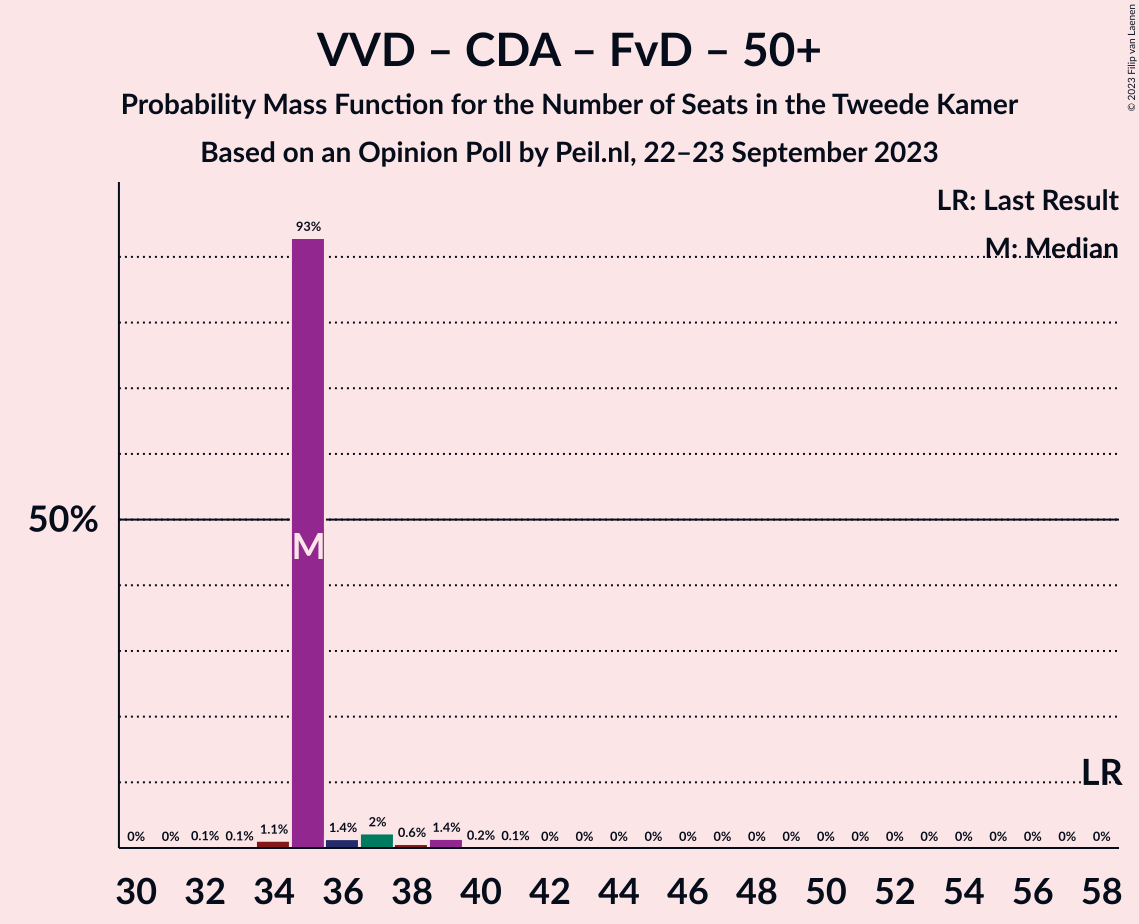 VVD – CDA – FvD – 50+
Probability Mass Function for the Number of Seats in the Tweede Kamer
Based on an Opinion Poll by Peil.nl, 22–23 September 2023
© 2023 Filip van Laenen
LR: Last Result
M: Median
93%
50%
M
LR
0% 0% 0.1% 0.1% 1.1% 1.4% 2% 0.6% 1.4% 0.2% 0.1% 0% 0% 0% 0% 0% 0% 0% 0% 0% 0% 0% 0% 0% 0% 0% 0% 0%
30 32 34 36 38 40 42 44 46 48 50 52 54 56 58